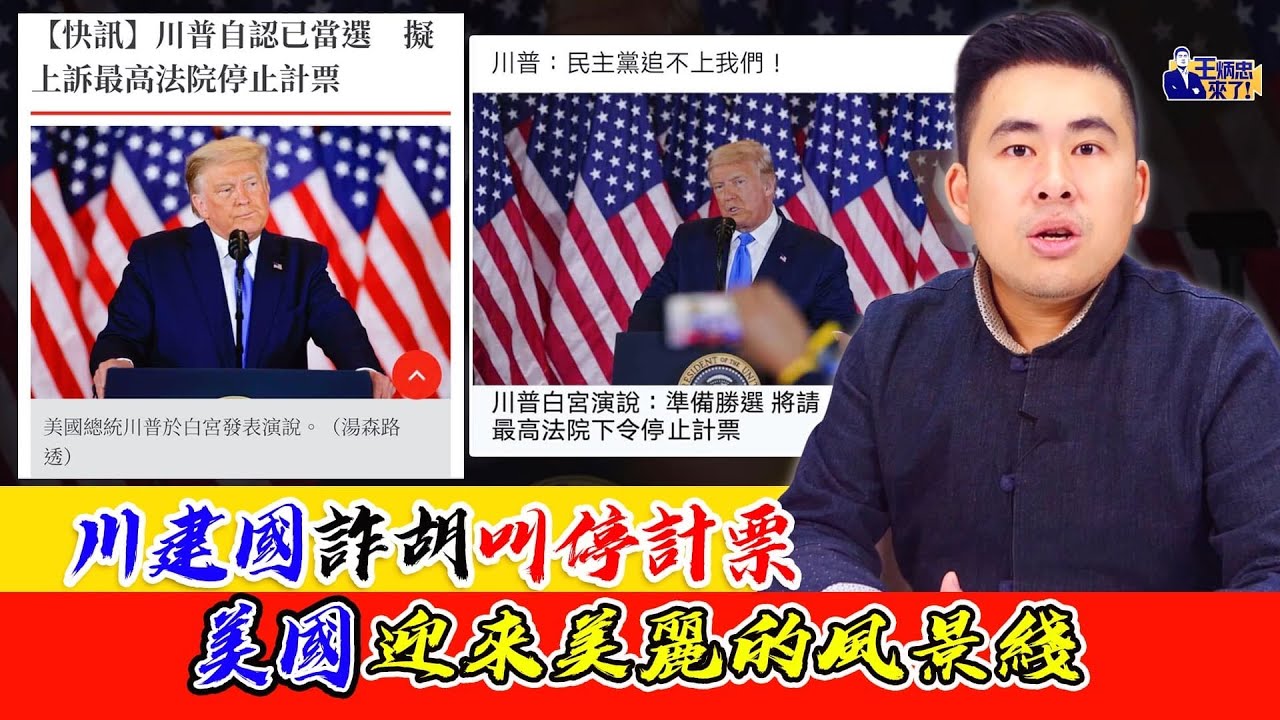 【快訊】川普自認已當選 擬
上訴最高法院停止計票
美國總統川普於白宮發表演說。（湯森路
透）
川普：民主黨追不上我們！
川普白宮演說：準備勝選 將請
最高法院下令停止計票
王炳忠
來了!
川建國詐胡叫停計票
美國迎来美麗的风景綫